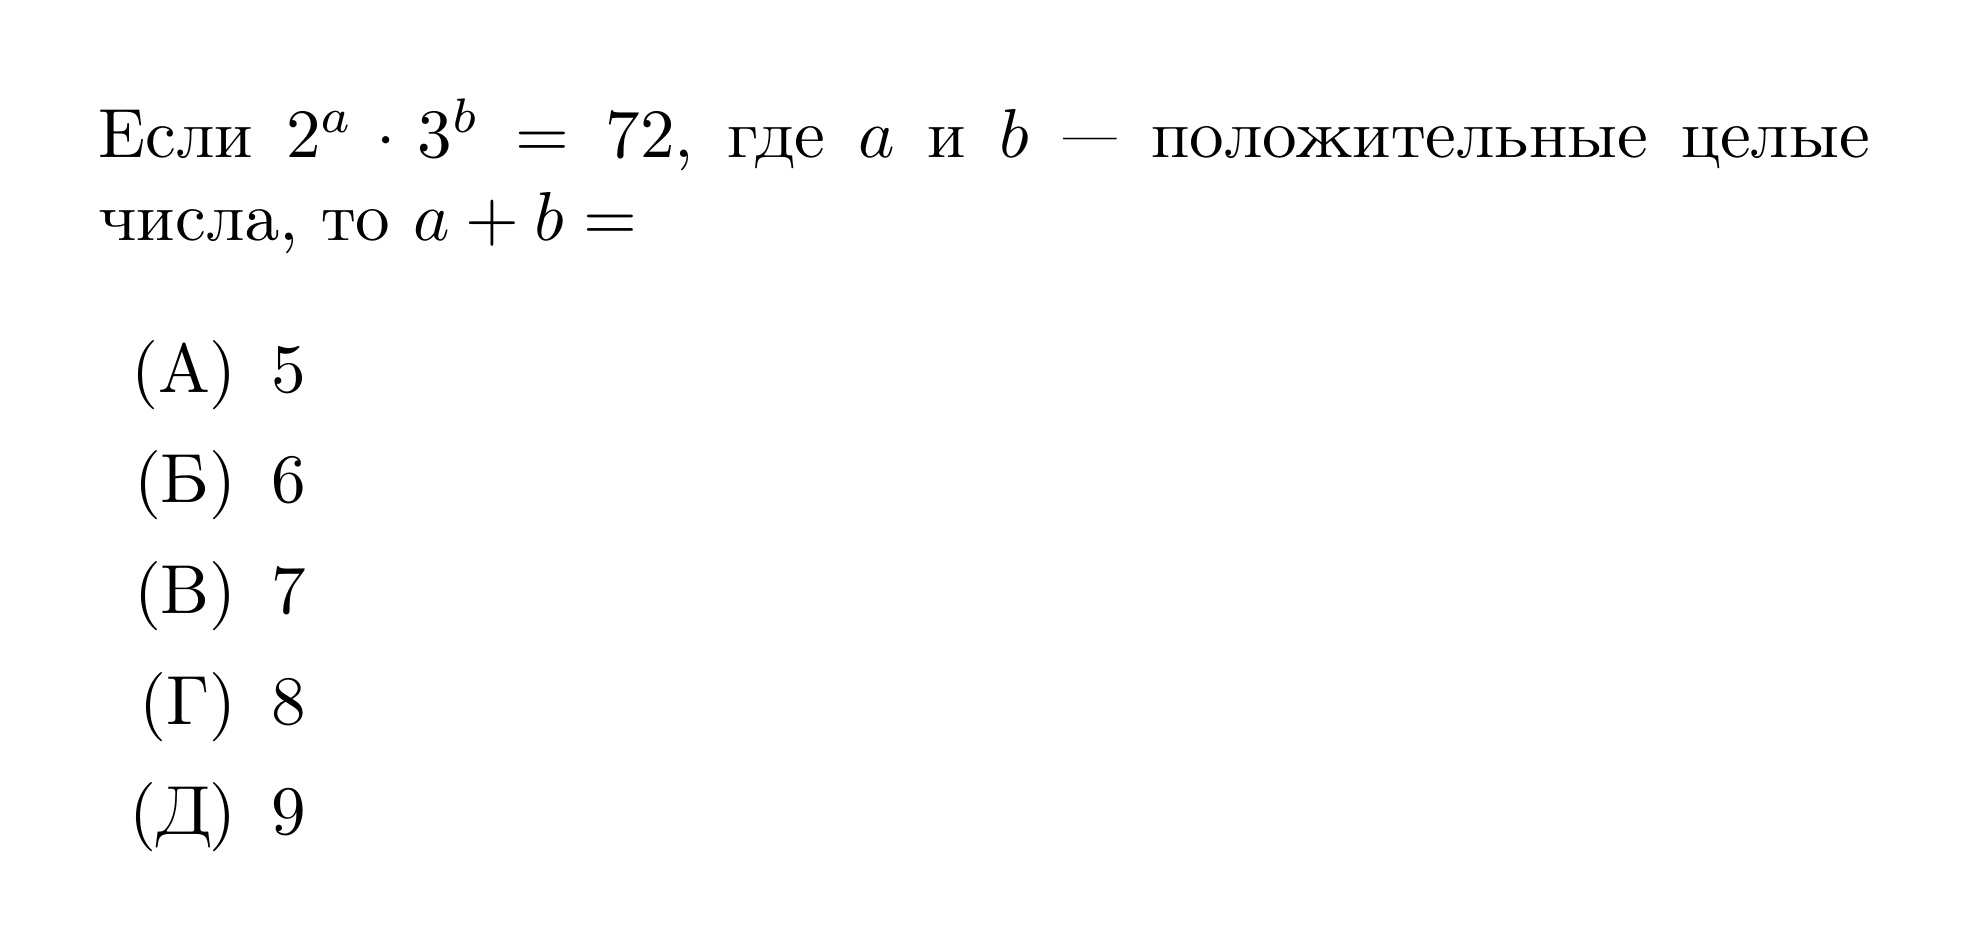 Если 2^a · 3^b = 72, где a и b — положительные целые
числа, то a + b =
(А) 5
(Б) 6
(В) 7
(Г) 8
(Д) 9